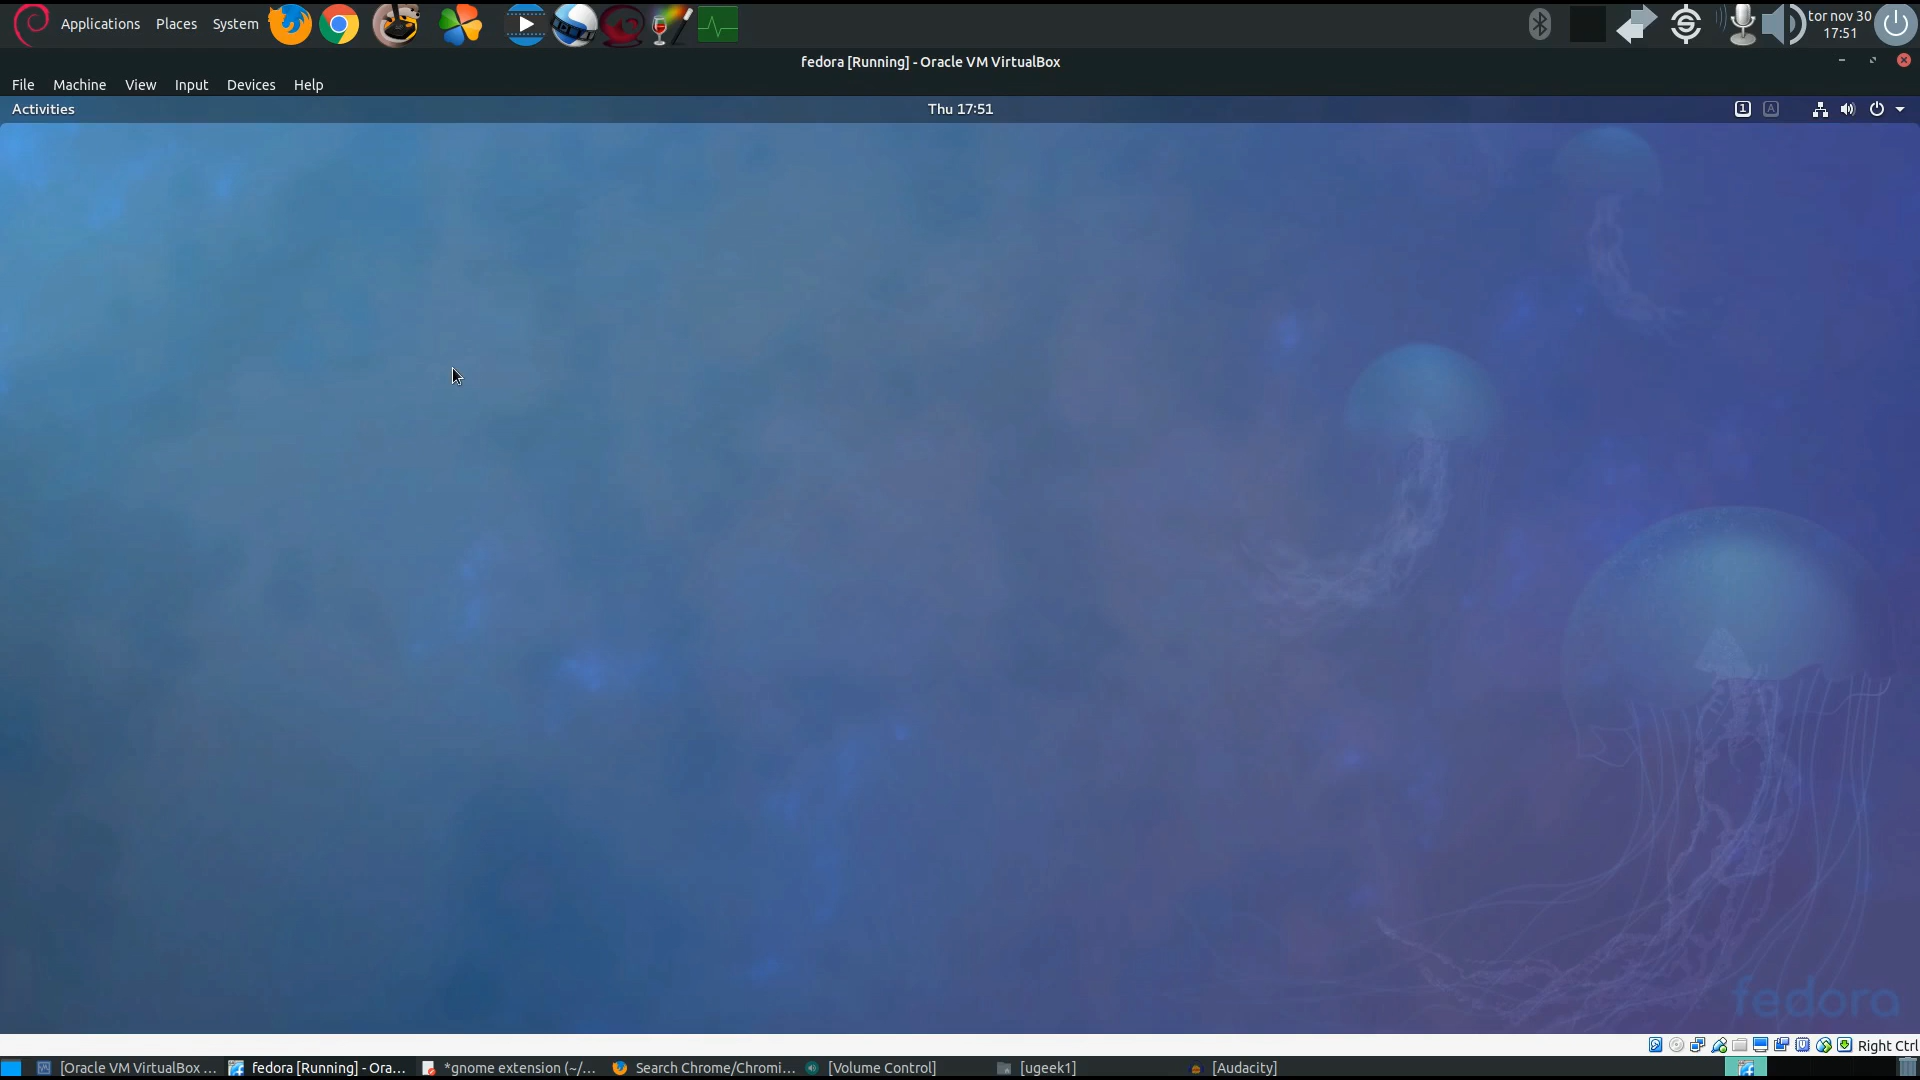 Applications Places System
tor nov 30
17:51
fedora [Running] - Oracle VM VirtualBox
File Machine View Input Devices Help
Activities
Thu 17:51
1 A
fedora
Right Ctrl
[Oracle VM VirtualBox ... fedora [Running] - Ora... *gnome extension (~/... Search Chrome/Chromi... [Volume Control] [ugeek1] [Audacity]